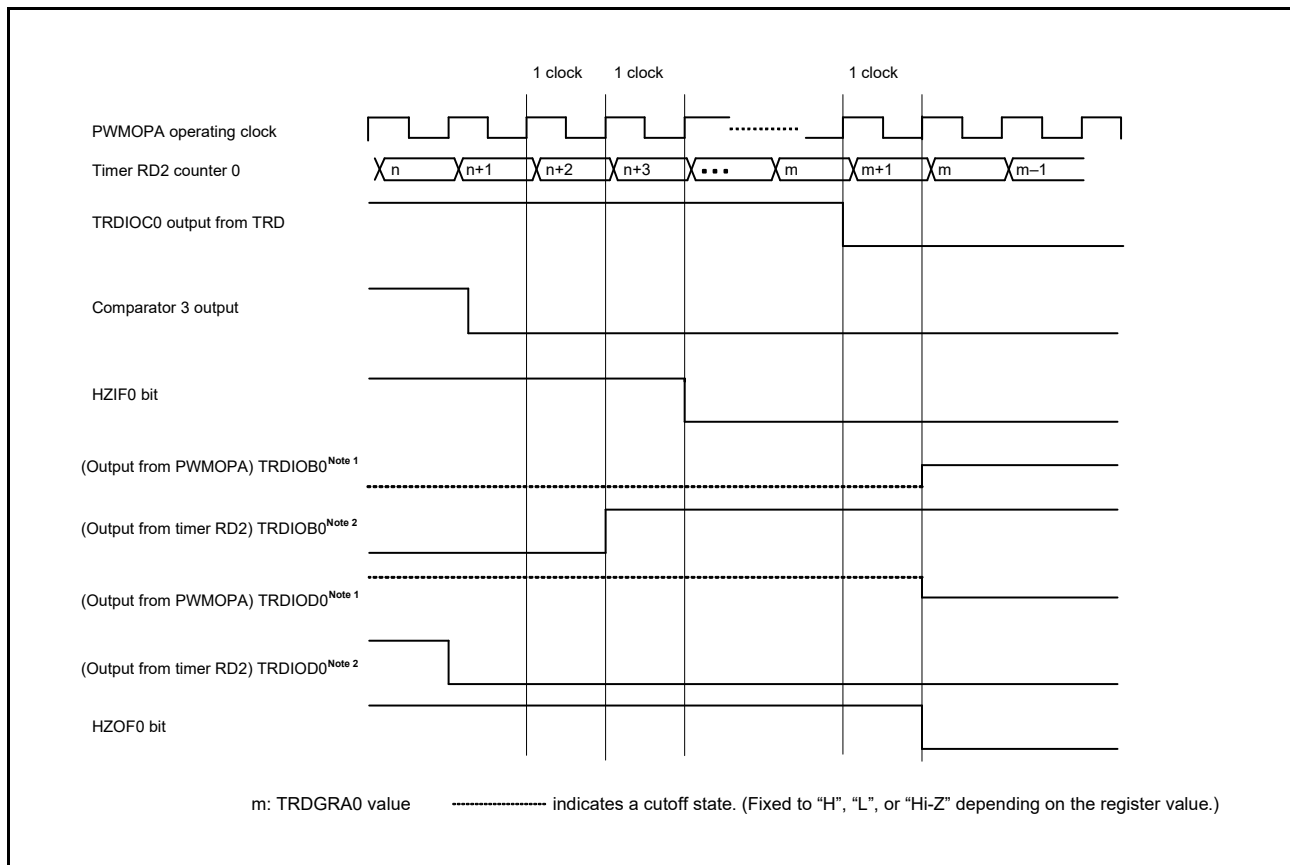 1 clock 1 clock 1 clock
PWMOPA operating clock
Timer RD2 counter 0 n n+1 n+2 n+3 ... m m+1 m m–1
TRDIOC0 output from TRD
Comparator 3 output
HZIF0 bit
(Output from PWMOPA) TRDIOB0Note 1
(Output from timer RD2) TRDIOB0Note 2
(Output from PWMOPA) TRDIOD0Note 1
(Output from timer RD2) TRDIOD0Note 2
HZOF0 bit
m: TRDGRA0 value indicates a cutoff state. (Fixed to “H”, “L”, or “Hi-Z” depending on the register value.)